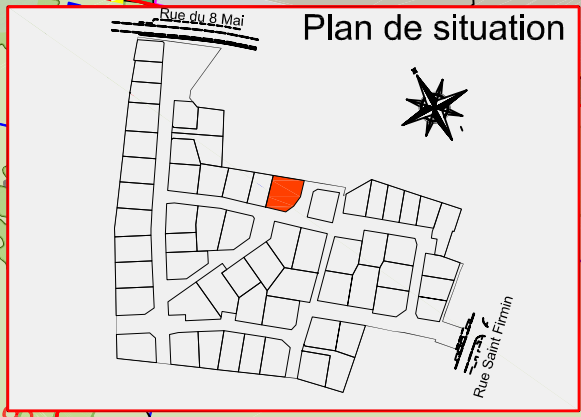 Plan de situation
Rue du 8 Mai
Rue Saint Firmin